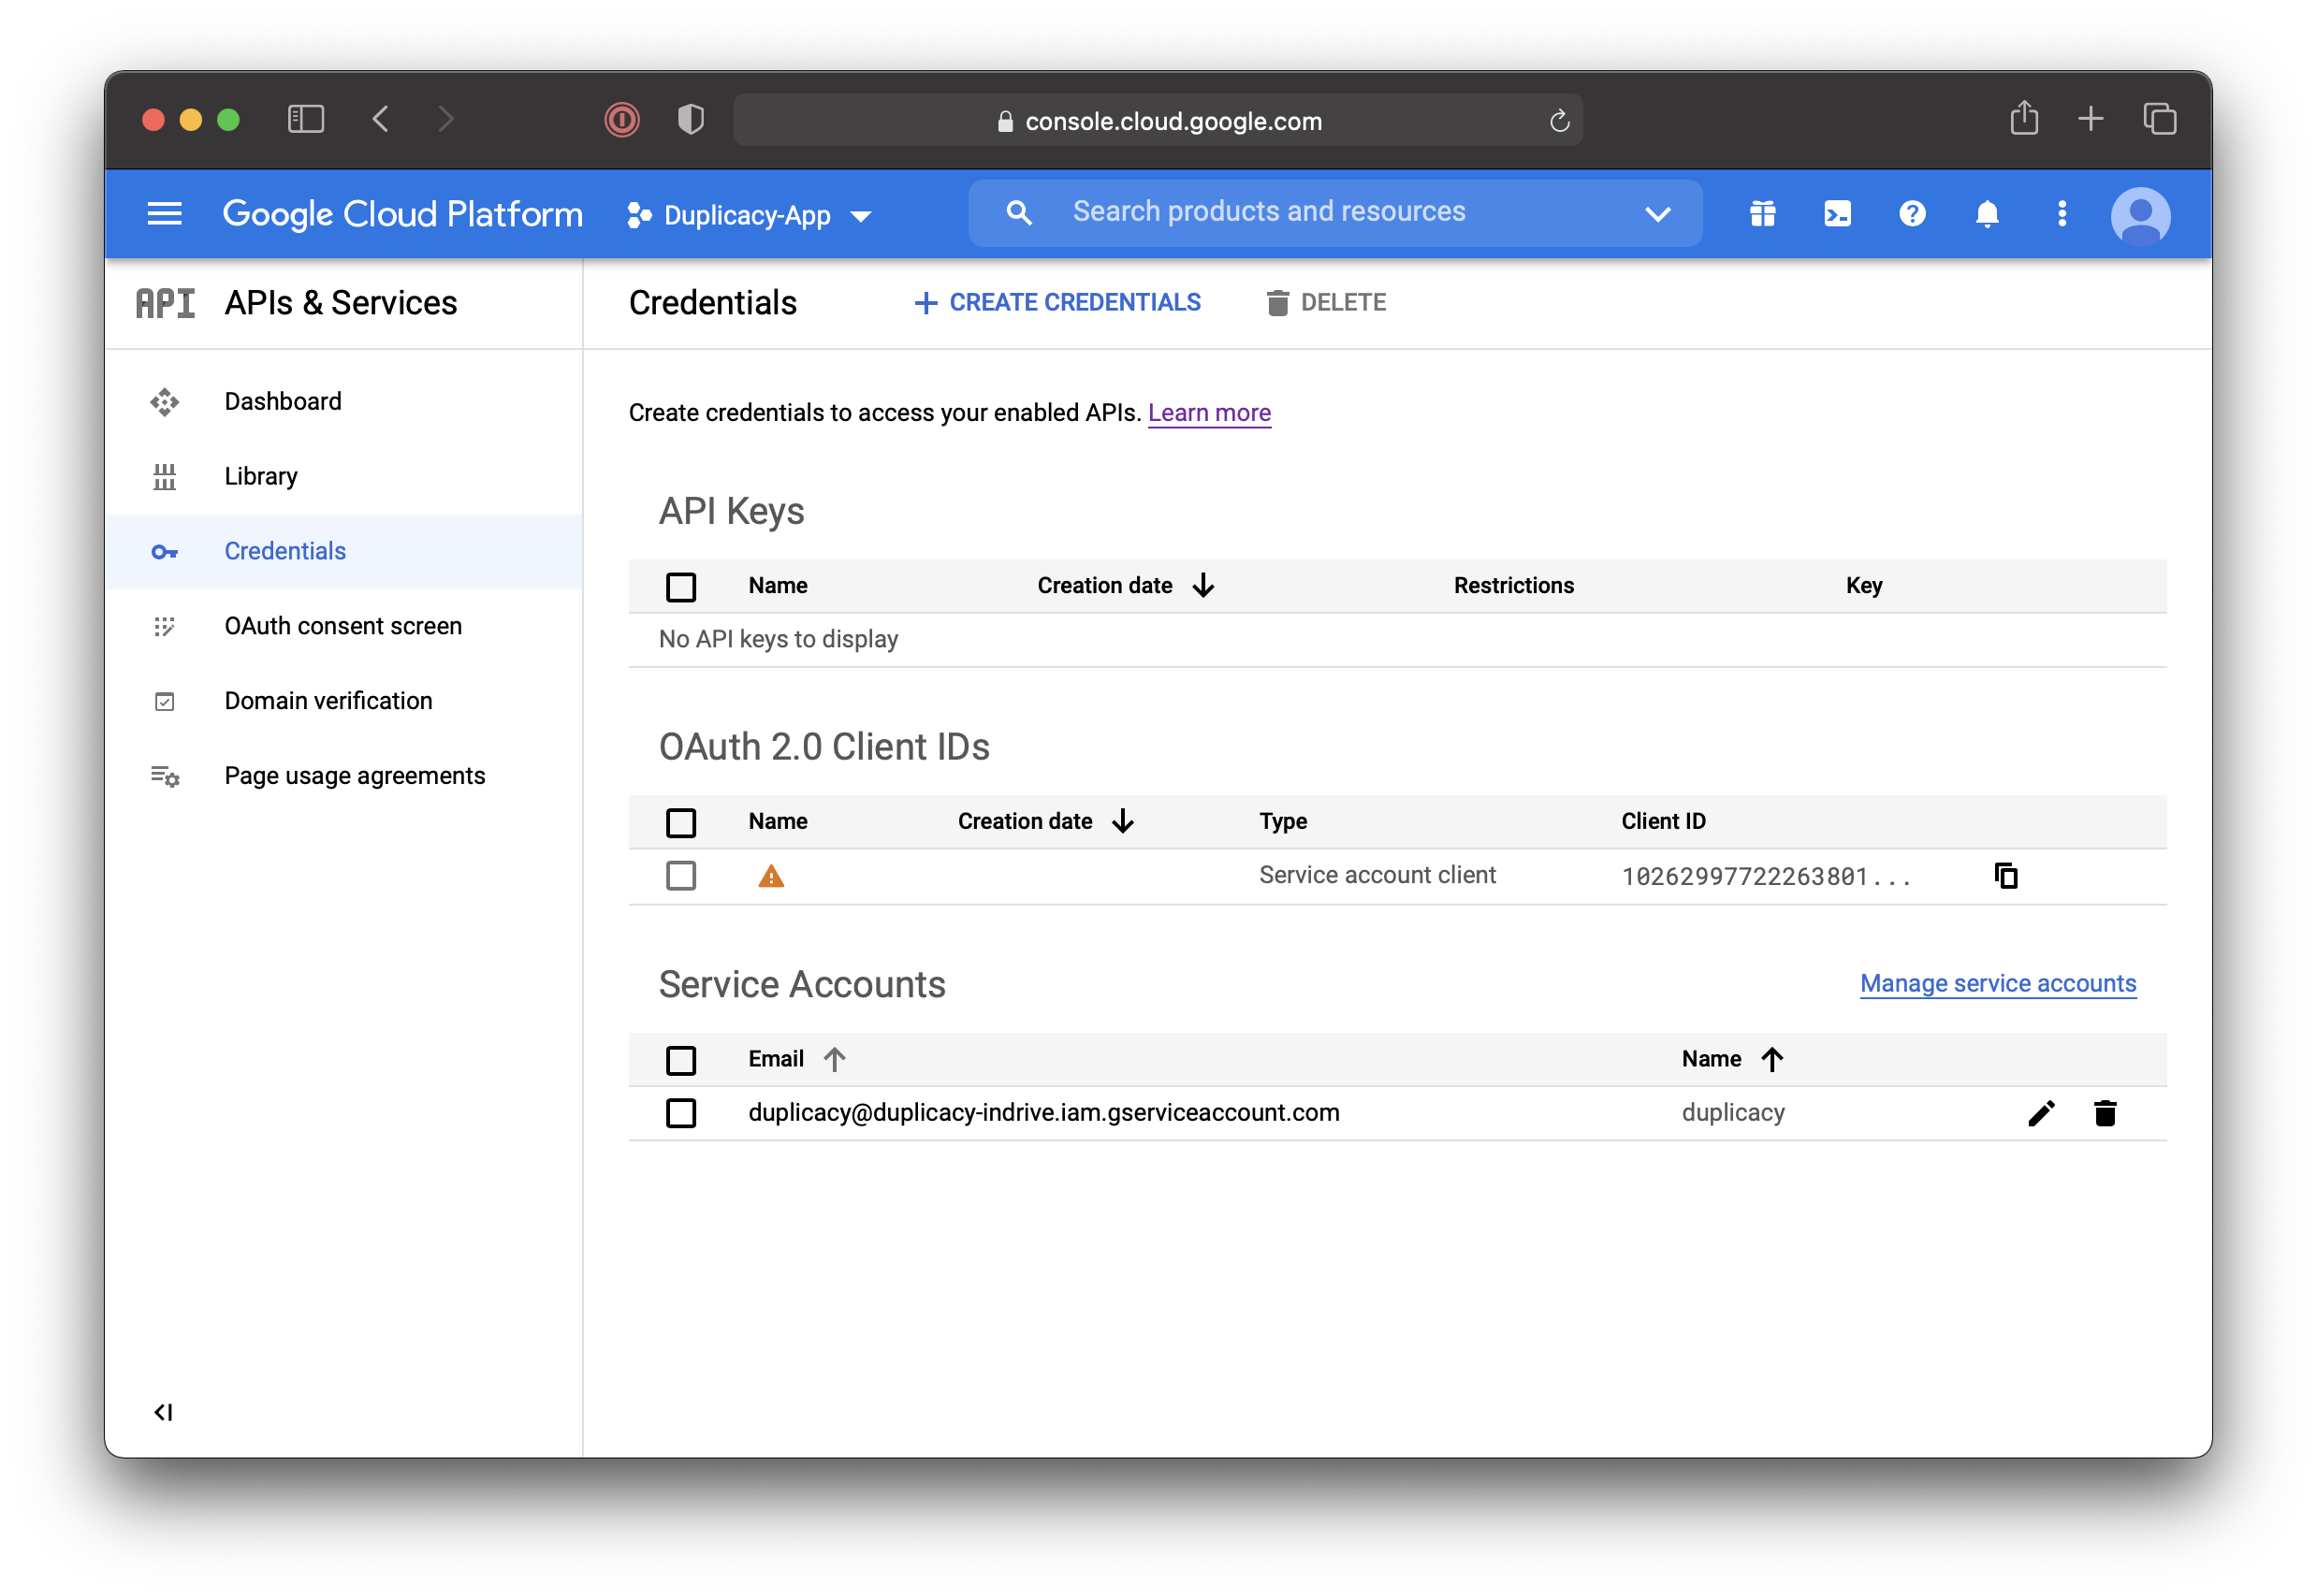 console.cloud.google.com
Google Cloud Platform
Duplicacy-App
Search products and resources
API
APIs & Services
Credentials
CREATE CREDENTIALS
DELETE
Dashboard
Library
Credentials
OAuth consent screen
Domain verification
Page usage agreements
Create credentials to access your enabled APIs. Learn more
API Keys
Name Creation date Restrictions Key
No API keys to display
OAuth 2.0 Client IDs
Name Creation date Type Client ID
Service account client 10262997722263801...
Service Accounts
Manage service accounts
Email Name
duplicacy@duplicacy-indrive.iam.gserviceaccount.com duplicacy